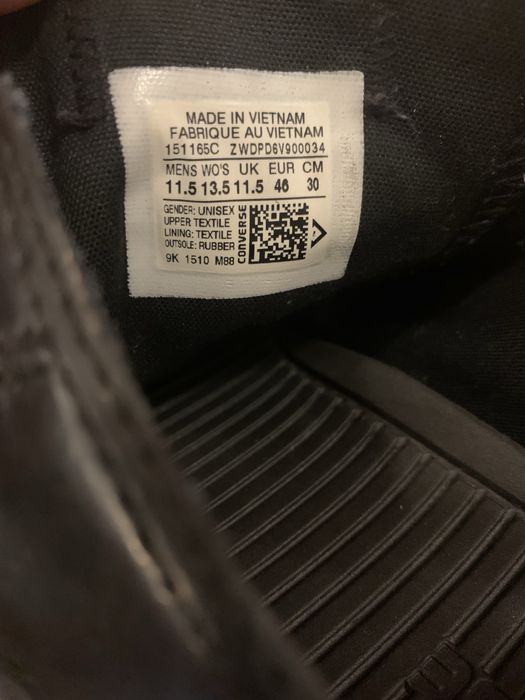 MADE IN VIETNAM
FABRIQUE AU VIETNAM
151165C ZWDPD6V900034
MENS WO'S UK EUR CM
11.5 13.5 11.5 46 30
GENDER: UNISEX
UPPER TEXTILE
LINING: TEXTILE
OUTSOLE: RUBBER
9K 1510 M88
CONVERSE